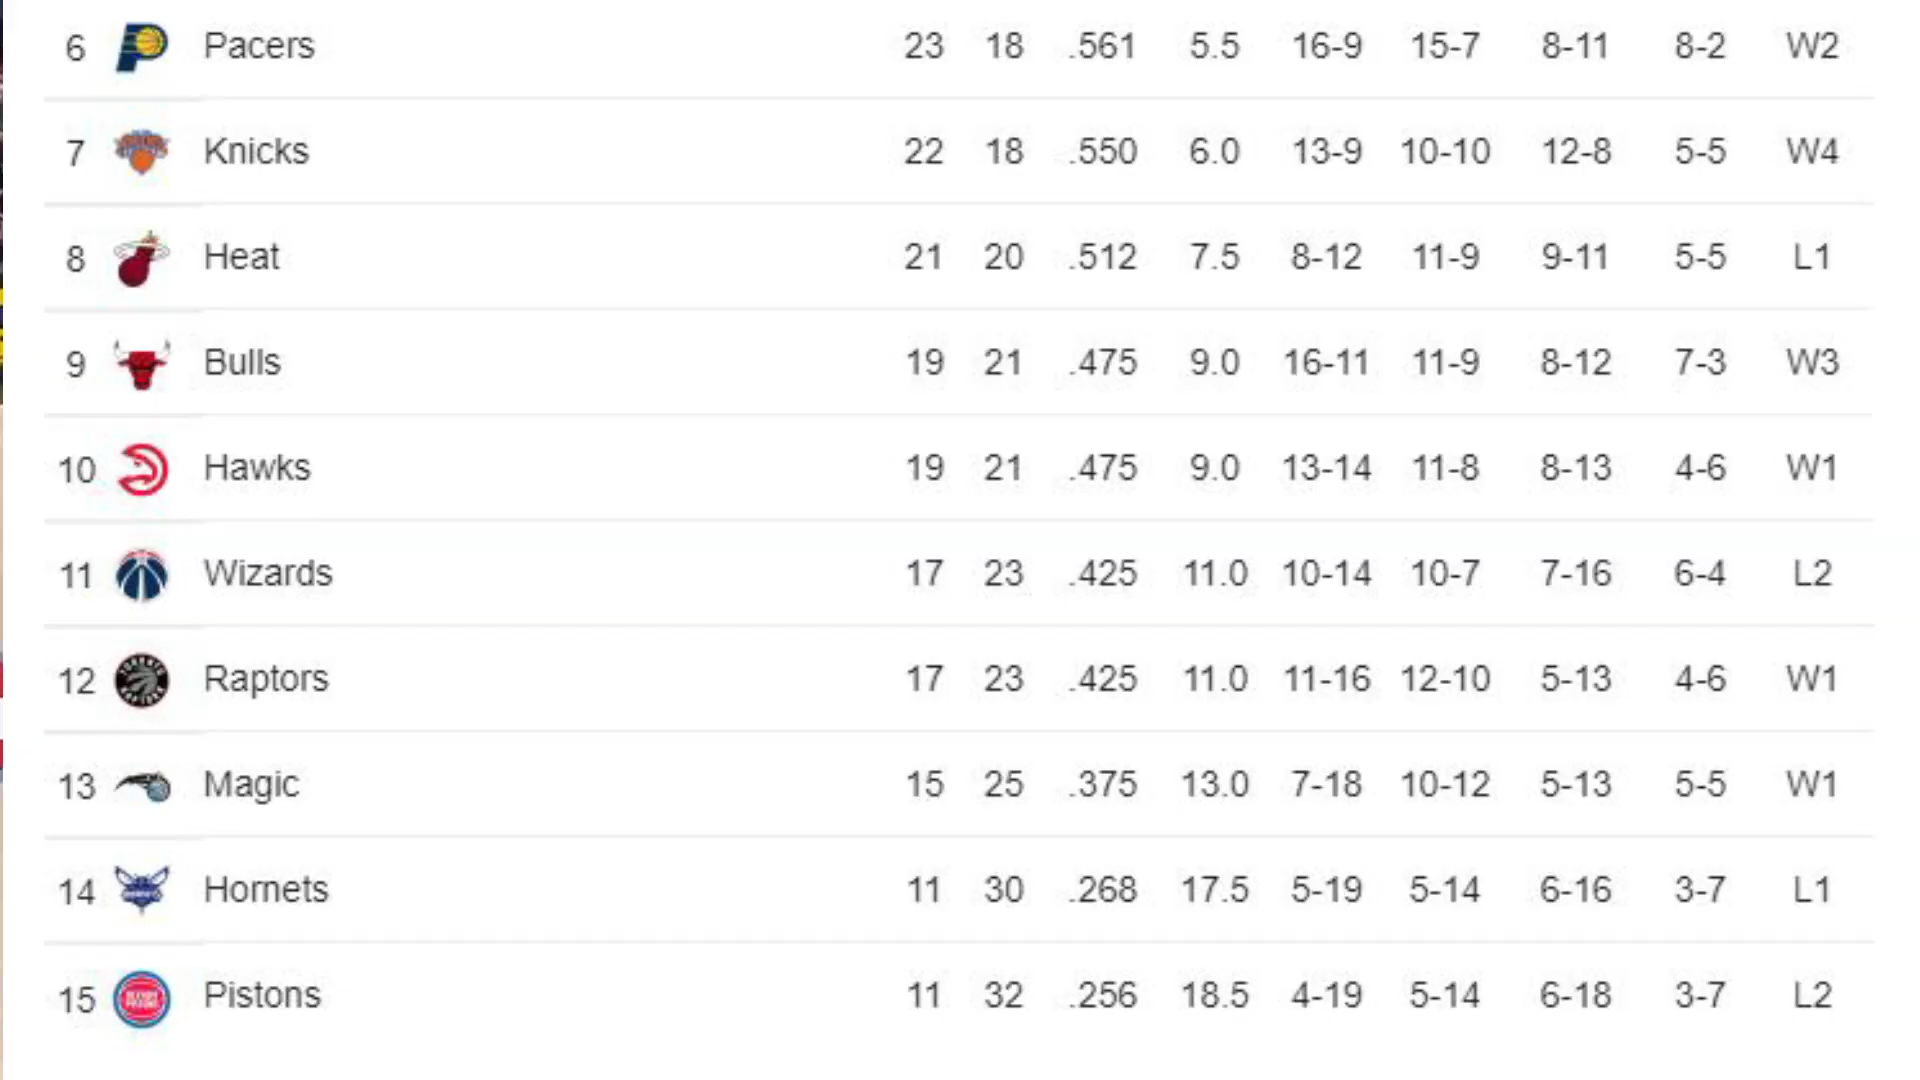 6 Pacers 23 18 .561 5.5 16-9 15-7 8-11 8-2 W2
7 Knicks 22 18 .550 6.0 13-9 10-10 12-8 5-5 W4
8 Heat 21 20 .512 7.5 8-12 11-9 9-11 5-5 L1
9 Bulls 19 21 .475 9.0 16-11 11-9 8-12 7-3 W3
10 Hawks 19 21 .475 9.0 13-14 11-8 8-13 4-6 W1
11 Wizards 17 23 .425 11.0 10-14 10-7 7-16 6-4 L2
12 Raptors 17 23 .425 11.0 11-16 12-10 5-13 4-6 W1
13 Magic 15 25 .375 13.0 7-18 10-12 5-13 5-5 W1
14 Hornets 11 30 .268 17.5 5-19 5-14 6-16 3-7 L1
15 Pistons 11 32 .256 18.5 4-19 5-14 6-18 3-7 L2